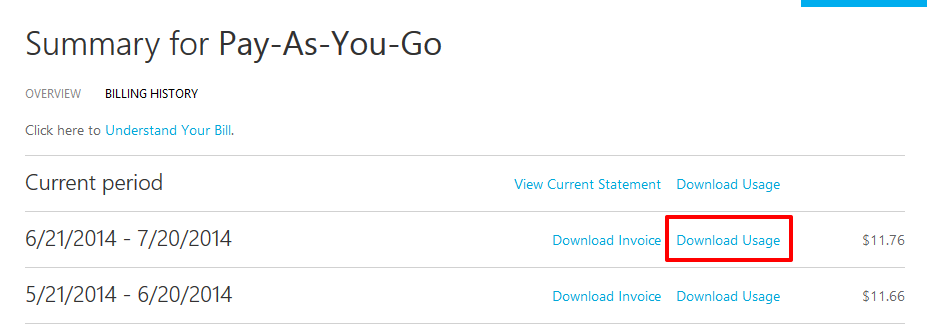 Summary for Pay-As-You-Go
OVERVIEW BILLING HISTORY
Click here to Understand Your Bill.
Current period View Current Statement Download Usage
6/21/2014 - 7/20/2014 Download Invoice Download Usage $11.76
5/21/2014 - 6/20/2014 Download Invoice Download Usage $11.66